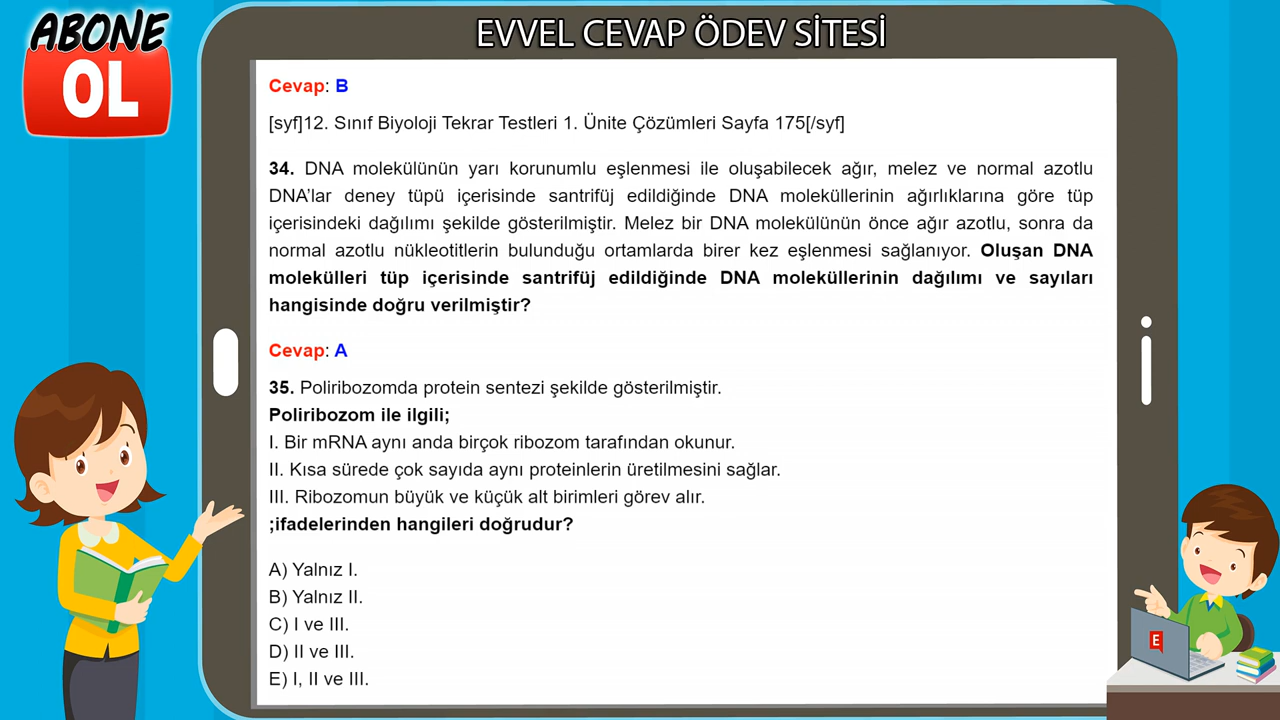 ABONE
OL
EVVEL CEVAP ÖDEV SİTESİ
Cevap: B
[syf]12. Sınıf Biyoloji Tekrar Testleri 1. Ünite Çözümleri Sayfa 175[/syf]
34. DNA molekülünün yarı korunumlu eşlenmesi ile oluşabilecek ağır, melez ve normal azotlu
DNA’lar deney tüpü içerisinde santrifüj edildiğinde DNA moleküllerinin ağırlıklarına göre tüp
içerisindeki dağılımı şekilde gösterilmiştir. Melez bir DNA molekülünün önce ağır azotlu, sonra da
normal azotlu nükleotitlerin bulunduğu ortamlarda birer kez eşlenmesi sağlanıyor. Oluşan DNA
molekülleri tüp içerisinde santrifüj edildiğinde DNA moleküllerinin dağılımı ve sayıları
hangisinde doğru verilmiştir?
Cevap: A
35. Poliribozomda protein sentezi şekilde gösterilmiştir.
Poliribozom ile ilgili;
I. Bir mRNA aynı anda birçok ribozom tarafından okunur.
II. Kısa sürede çok sayıda aynı proteinlerin üretilmesini sağlar.
III. Ribozomun büyük ve küçük alt birimleri görev alır.
;ifadelerinden hangileri doğrudur?
A) Yalnız I.
B) Yalnız II.
C) I ve III.
D) II ve III.
E) I, II ve III.
E